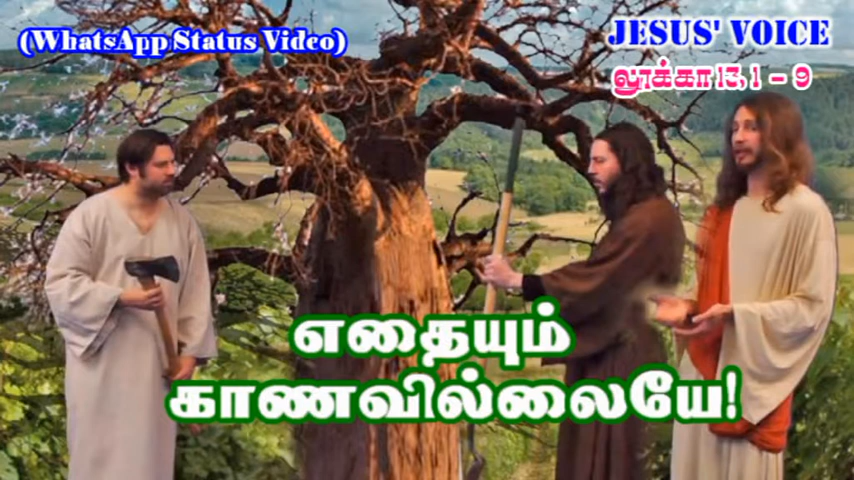 (WhatsApp Status Video)
JESUS' VOICE
லூக்கா 13, 1 - 9
எதையும்
காணவில்லையே!